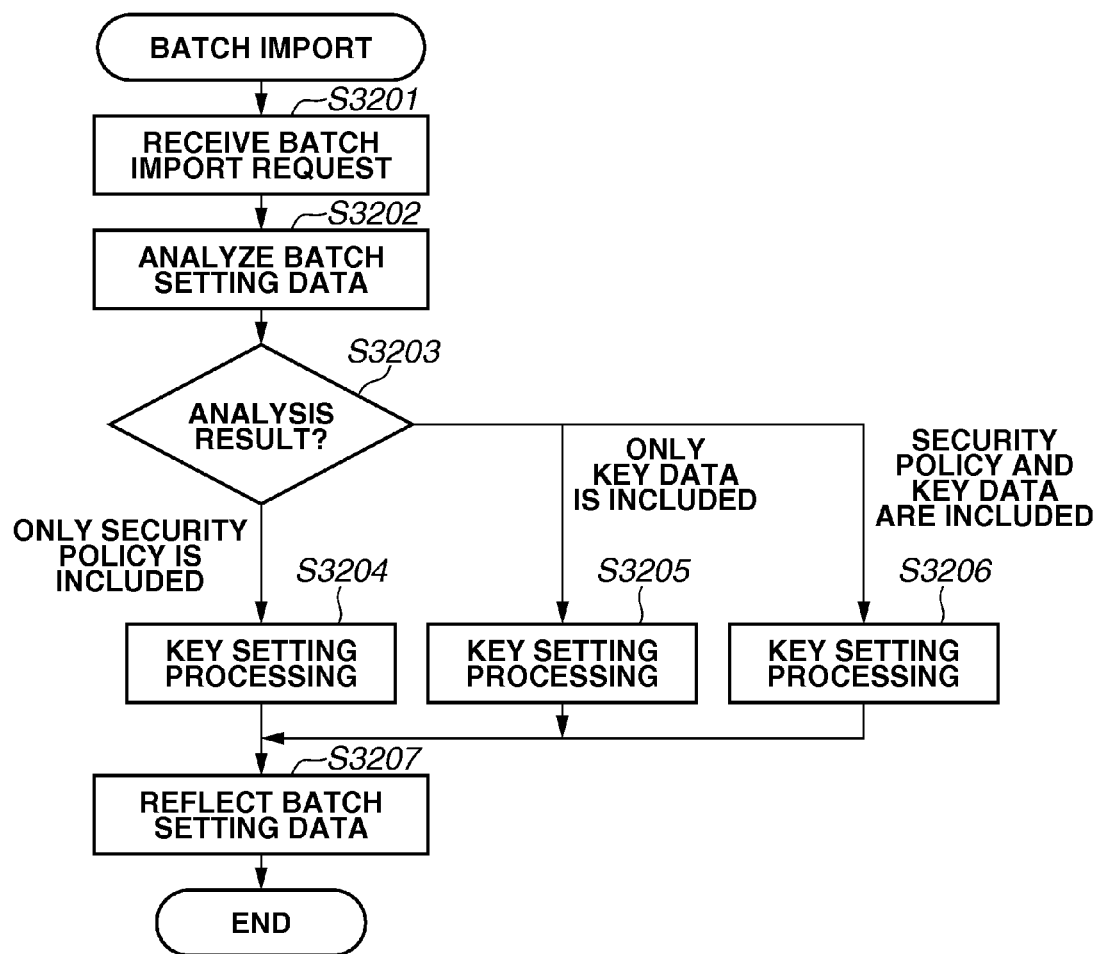 BATCH IMPORT
S3201
RECEIVE BATCH
IMPORT REQUEST
S3202
ANALYZE BATCH
SETTING DATA
S3203
ANALYSIS
RESULT?
ONLY SECURITY
POLICY IS
INCLUDED
ONLY
KEY DATA
IS INCLUDED
SECURITY
POLICY AND
KEY DATA
ARE INCLUDED
S3204
KEY SETTING
PROCESSING
S3205
KEY SETTING
PROCESSING
S3206
KEY SETTING
PROCESSING
S3207
REFLECT BATCH
SETTING DATA
END